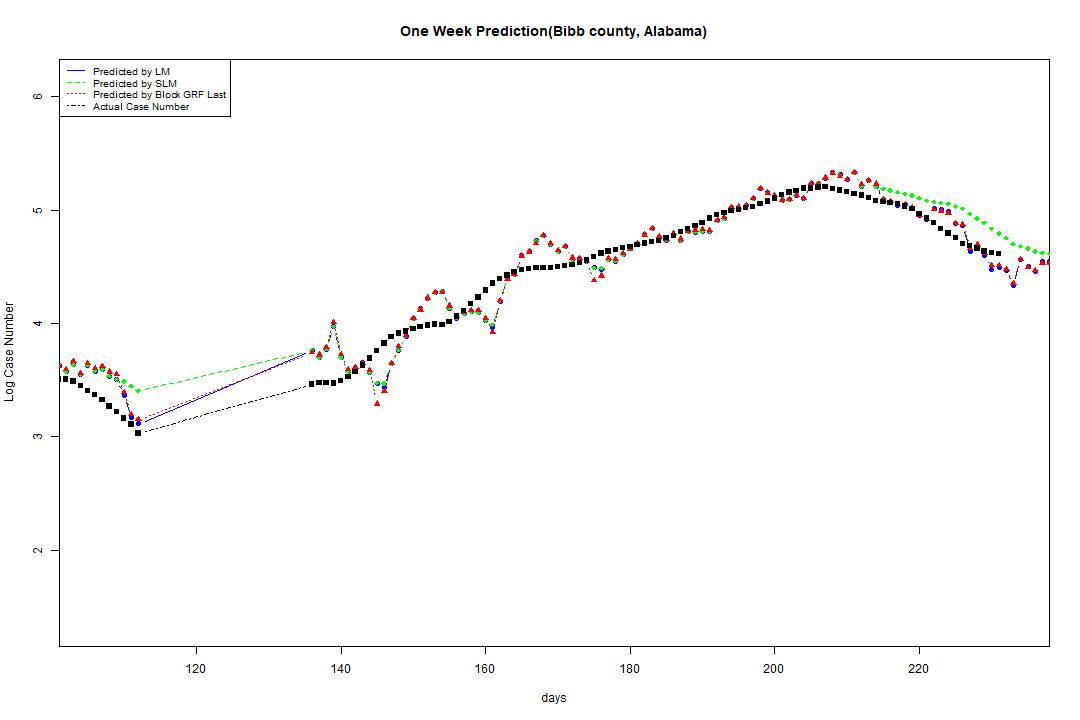 One Week Prediction(Bibb county, Alabama)
Predicted by LM
Predicted by SLM
Predicted by Block GRF Last
Actual Case Number
6
5
4
3
2
Log Case Number
120 140 160 180 200 220
days